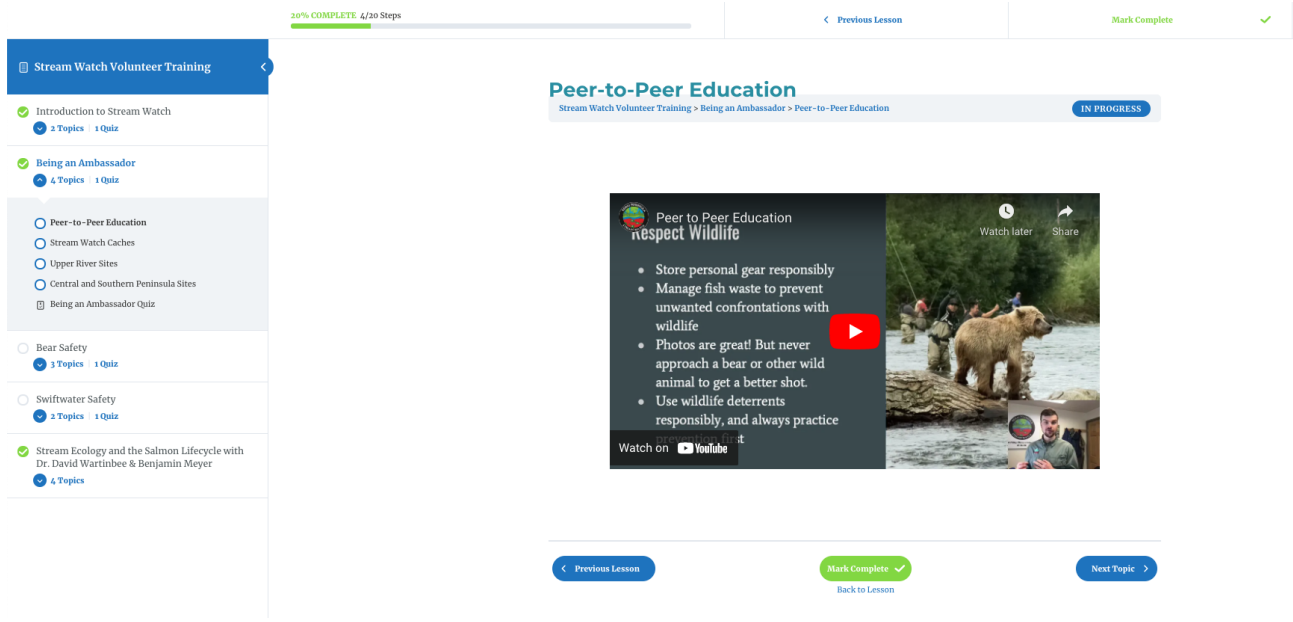 20% COMPLETE 4/20 Steps
Previous Lesson
Mark Complete
Stream Watch Volunteer Training
Introduction to Stream Watch
2 Topics | 1 Quiz
Being an Ambassador
4 Topics | 1 Quiz
Peer-to-Peer Education
Stream Watch Caches
Upper River Sites
Central and Southern Peninsula Sites
Being an Ambassador Quiz
Bear Safety
3 Topics | 1 Quiz
Swiftwater Safety
2 Topics | 1 Quiz
Stream Ecology and the Salmon Lifecycle with
Dr. David Wartinbee & Benjamin Meyer
4 Topics
Peer-to-Peer Education
Stream Watch Volunteer Training > Being an Ambassador > Peer-to-Peer Education
IN PROGRESS
Peer to Peer Education
Watch later
Share
Respect Wildlife
Store personal gear responsibly
Manage fish waste to prevent
unwanted confrontations with
wildlife
Photos are great! But never
approach a bear or other wild
animal to get a better shot.
Use wildlife deterrents
responsibly, and always practice
prevention first
Watch on YouTube
Previous Lesson
Mark Complete
Next Topic
Back to Lesson